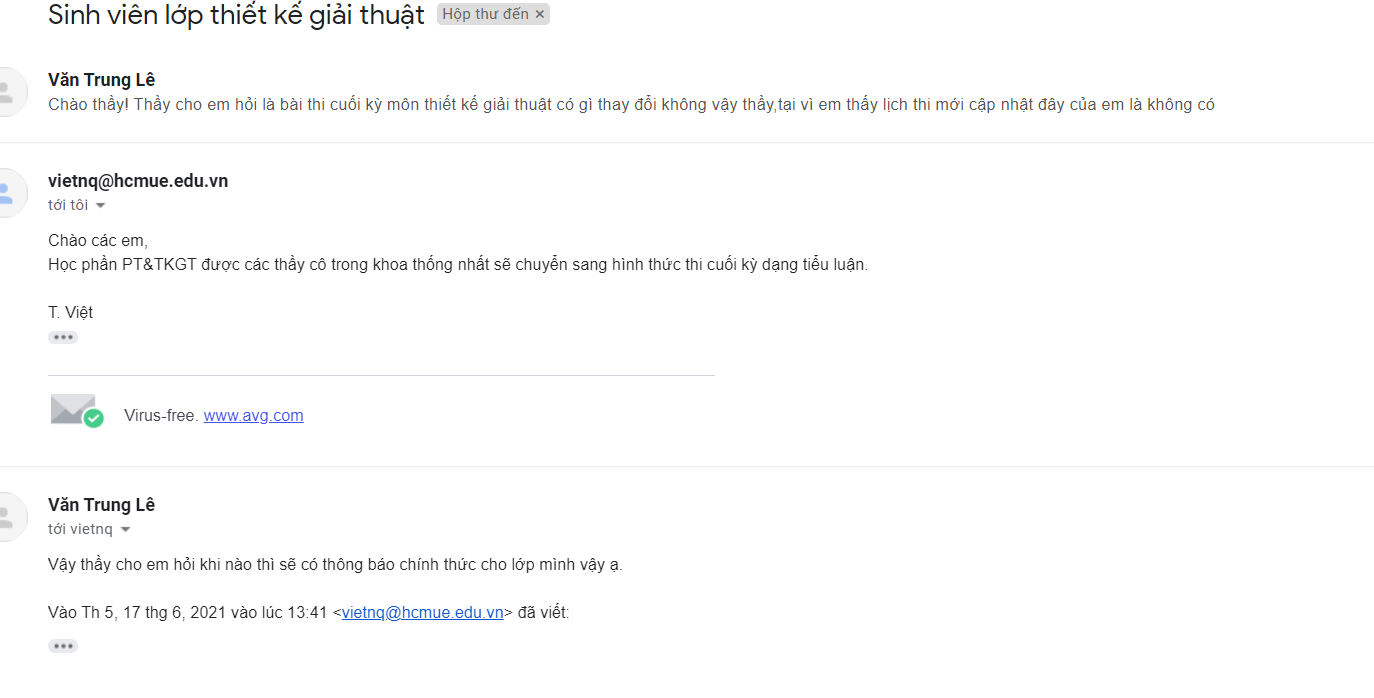 Sinh viên lớp thiết kế giải thuật Hộp thư đến ×
Văn Trung Lê
Chào thầy! Thầy cho em hỏi là bài thi cuối kỳ môn thiết kế giải thuật có gì thay đổi không vậy thầy,tại vì em thấy lịch thi mới cập nhật đây của em là không có
vietnq@hcmue.edu.vn
tới tôi
Chào các em,
Học phần PT&TKGT được các thầy cô trong khoa thống nhất sẽ chuyển sang hình thức thi cuối kỳ dạng tiểu luận.
T. Việt
Virus-free. www.avg.com
Văn Trung Lê
tới vietnq
Vậy thầy cho em hỏi khi nào thì sẽ có thông báo chính thức cho lớp mình vậy ạ.
Vào Th 5, 17 thg 6, 2021 vào lúc 13:41 <vietnq@hcmue.edu.vn> đã viết: